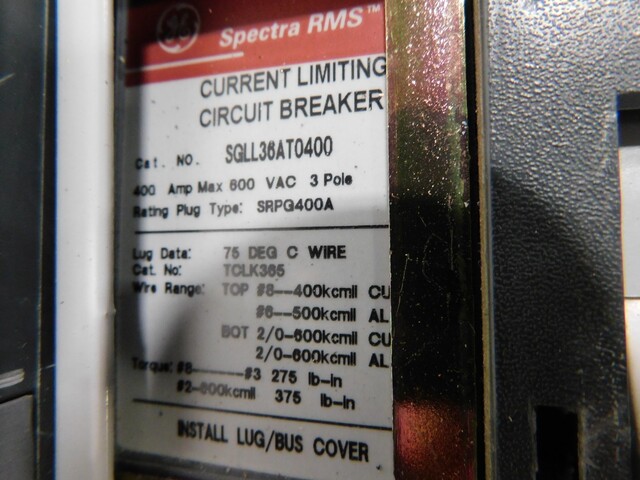 GE Spectra RMS™
CURRENT LIMITING
CIRCUIT BREAKER
Cat. NO. SGLL36AT0400
400 Amp Max 600 VAC 3 Pole
Rating Plug Type: SRPG400A
Lug Data: 75 DEG C WIRE
Cat. No: TCLK365
Wire Range: TOP #8--400kcmil CU
#6--500kcmil AL
BOT 2/0-600kcmil CU
2/0-600kcmil AL
Torque: #8------#3 275 lb-in
#2-600kcmil 375 lb-in
INSTALL LUG/BUS COVER